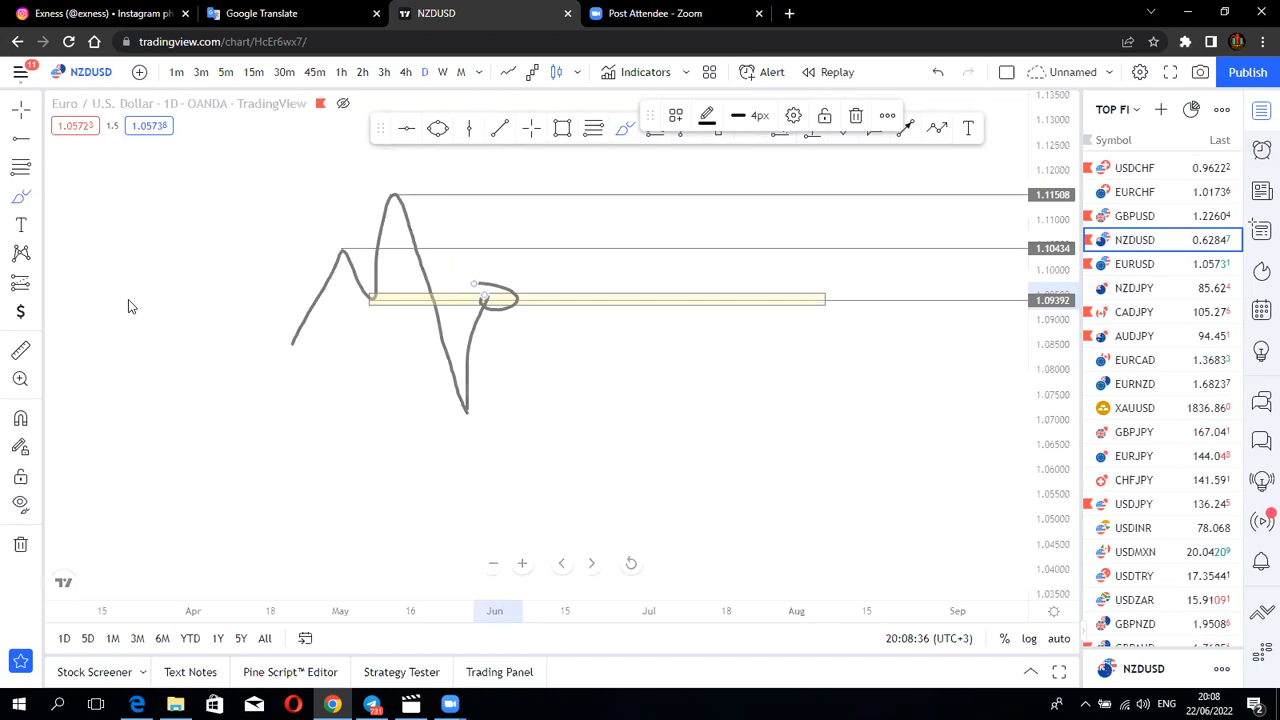 Exness (@exness) • Instagram ph
Google Translate
NZDUSD
Post Attendee - Zoom
tradingview.com/chart/HcEr6wx7/
11
NZDUSD
1m 3m 5m 15m 30m 45m 1h 2h 3h 4h D W M
Indicators
Alert
Replay
Unnamed
Publish
Euro / U.S. Dollar · 1D · OANDA · TradingView
1.05723 1.5 1.05738
4px
T
TOP FI
Symbol Last
USDCHF 0.96222
EURCHF 1.01736
GBPUSD 1.22604
NZDUSD 0.62847
EURUSD 1.05731
NZDJPY 85.624
CADJPY 105.276
AUDJPY 94.451
EURCAD 1.36833
EURNZD 1.68237
XAUUSD 1836.860
GBPJPY 167.041
EURJPY 144.048
CHFJPY 141.591
USDJPY 136.245
USDINR 78.068
USDMXN 20.04209
USDTRY 17.35441
USDZAR 15.91091
GBPNZD 1.95086
NZDUSD
1.13500
1.13000
1.12500
1.12000
1.11508
1.11000
1.10434
1.10000
1.09392
1.09000
1.08500
1.08000
1.07500
1.07000
1.06500
1.06000
1.05500
1.05000
1.04500
1.04000
1.03500
15 Apr 18 May 16 Jun 15 Jul 18 Aug 15 Sep
1D 5D 1M 3M 6M YTD 1Y 5Y All
20:08:36 (UTC+3) % log auto
Stock Screener Text Notes Pine Script™ Editor Strategy Tester Trading Panel
ENG
20:08
22/06/2022
2